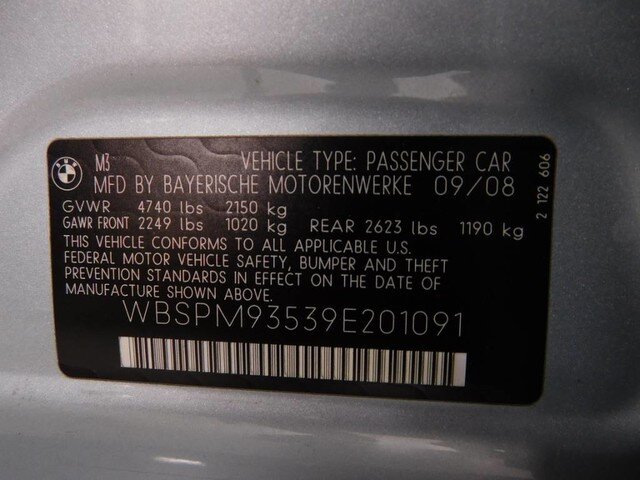 BMW M3 VEHICLE TYPE: PASSENGER CAR
MFD BY BAYERISCHE MOTORENWERKE 09/08
GVWR 4740 lbs 2150 kg
GAWR FRONT 2249 lbs 1020 kg REAR 2623 lbs 1190 kg
THIS VEHICLE CONFORMS TO ALL APPLICABLE U.S.
FEDERAL MOTOR VEHICLE SAFETY, BUMPER AND THEFT
PREVENTION STANDARDS IN EFFECT ON THE DATE OF
MANUFACTURE SHOWN ABOVE.
WBSPM93539E201091
2 122 606